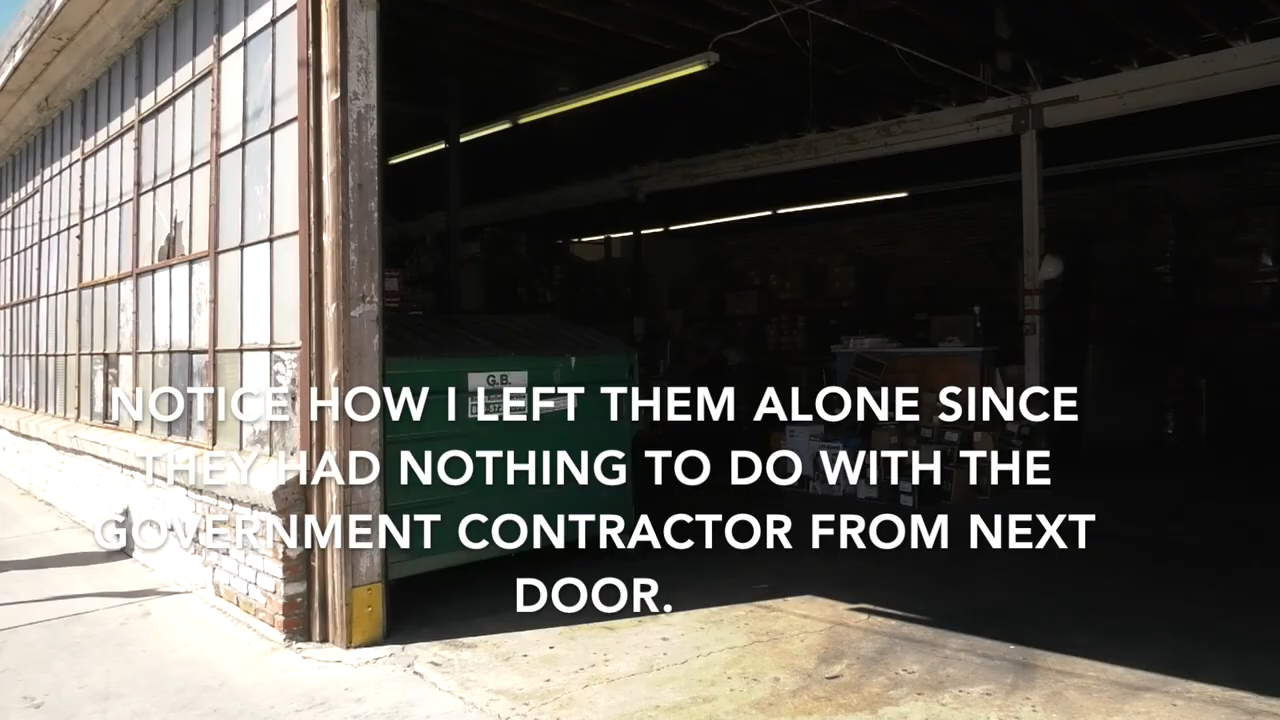 G.B.
NOTICE HOW I LEFT THEM ALONE SINCE
THEY HAD NOTHING TO DO WITH THE
GOVERNMENT CONTRACTOR FROM NEXT
DOOR.